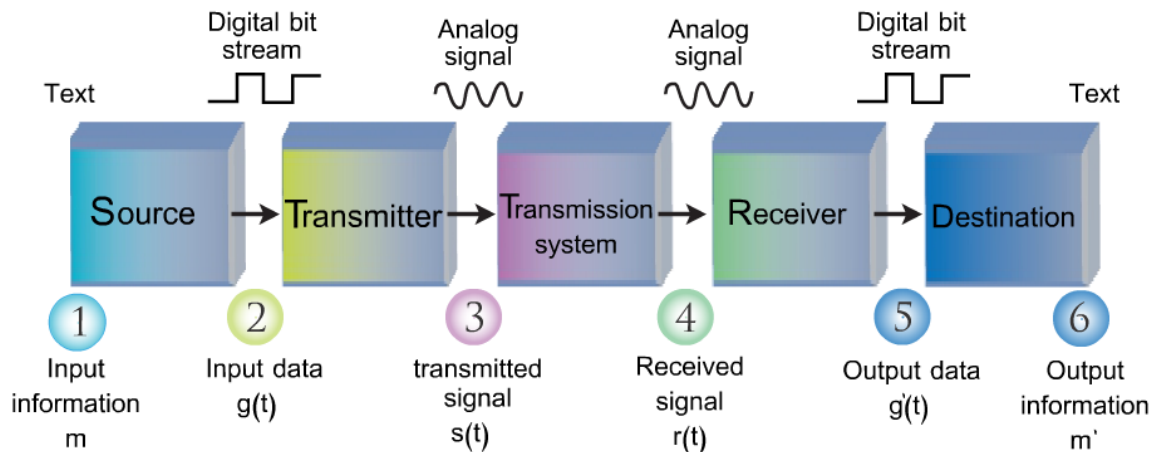 Digital bit
stream
Analog
signal
Analog
signal
Digital bit
stream
Text
Text
Source
Transmitter
Transmission
system
Receiver
Destination
1
2
3
4
5
6
Input
information
m
Input data
g(t)
transmitted
signal
s(t)
Received
signal
r(t)
Output data
g'(t)
Output
information
m'